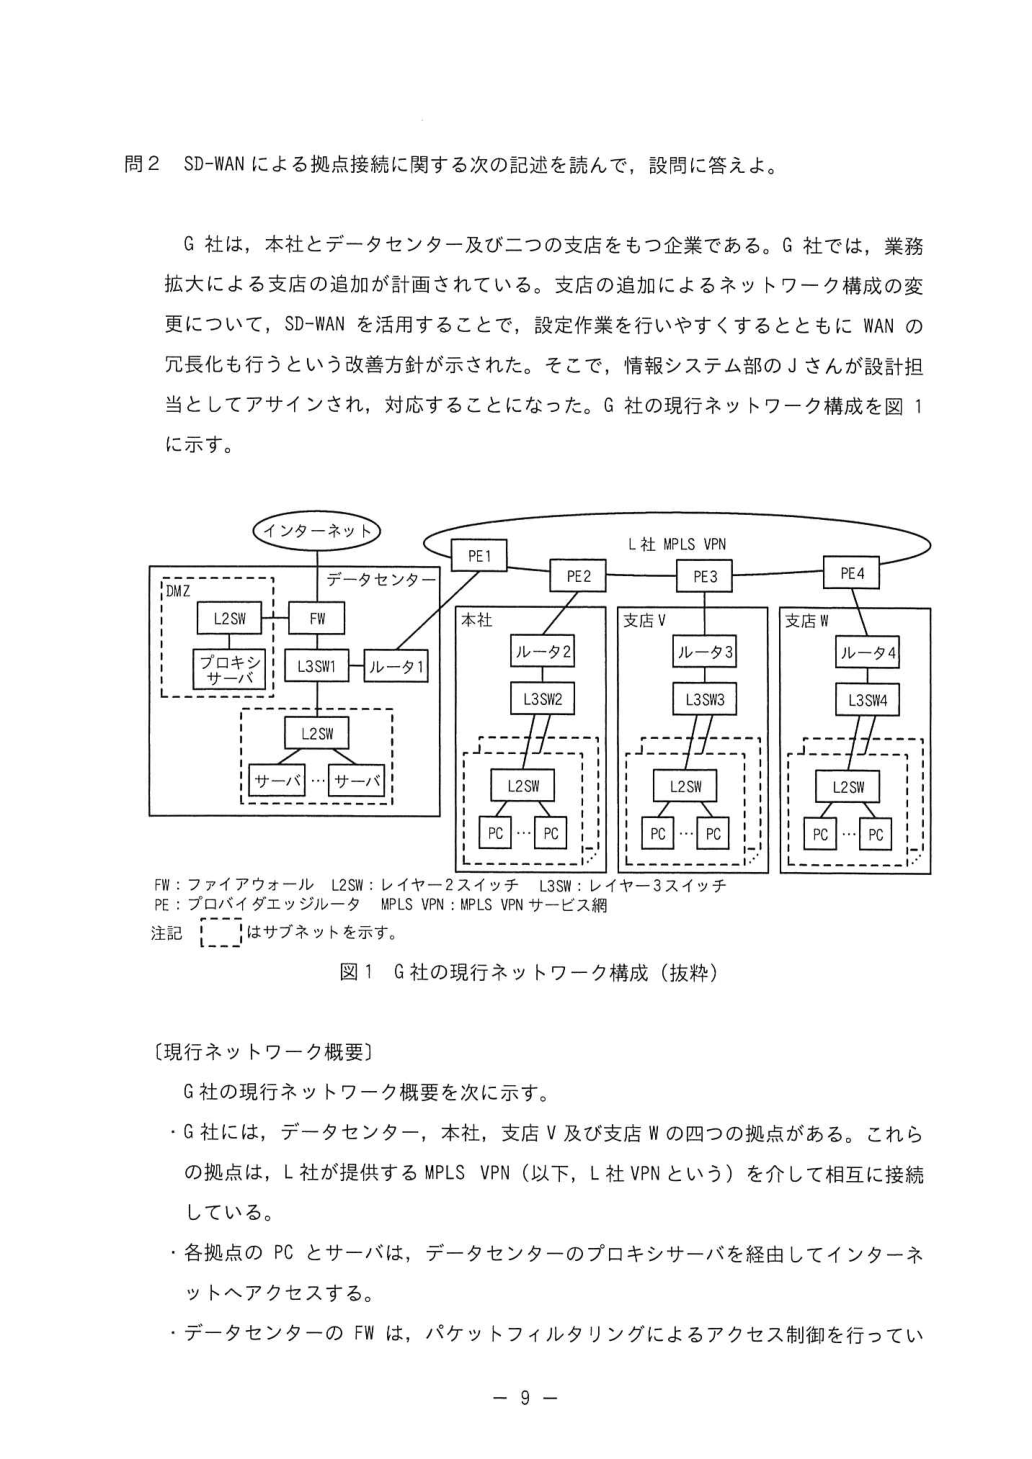 問2 SD-WAN による拠点接続に関する次の記述を読んで，設問に答えよ。
G 社は，本社とデータセンター及び二つの支店をもつ企業である。G 社では，業務
拡大による支店の追加が計画されている。支店の追加によるネットワーク構成の変
更について，SD-WAN を活用することで，設定作業を行いやすくするとともに WAN の
冗長化も行うという改善方針が示された。そこで，情報システム部の J さんが設計担
当としてアサインされ，対応することになった。G 社の現行ネットワーク構成を図 1
に示す。
インターネット
L 社 MPLS VPN
PE1
PE2
PE3
PE4
データセンター
DMZ
L2SW
FW
プロキシ
サーバ
L3SW1
ルータ1
L2SW
サーバ … サーバ
本社
ルータ2
L3SW2
L2SW
PC … PC
支店 V
ルータ3
L3SW3
L2SW
PC … PC
支店 W
ルータ4
L3SW4
L2SW
PC … PC
FW：ファイアウォール L2SW：レイヤー2スイッチ L3SW：レイヤー3スイッチ
PE：プロバイダエッジルータ MPLS VPN：MPLS VPN サービス網
注記 はサブネットを示す。
図 1 G 社の現行ネットワーク構成（抜粋）
〔現行ネットワーク概要〕
G 社の現行ネットワーク概要を次に示す。
・G 社には，データセンター，本社，支店 V 及び支店 W の四つの拠点がある。これら
の拠点は，L 社が提供する MPLS VPN（以下，L 社 VPN という）を介して相互に接続
している。
・各拠点の PC とサーバは，データセンターのプロキシサーバを経由してインターネ
ットへアクセスする。
・データセンターの FW は，パケットフィルタリングによるアクセス制御を行ってい
－ 9 －